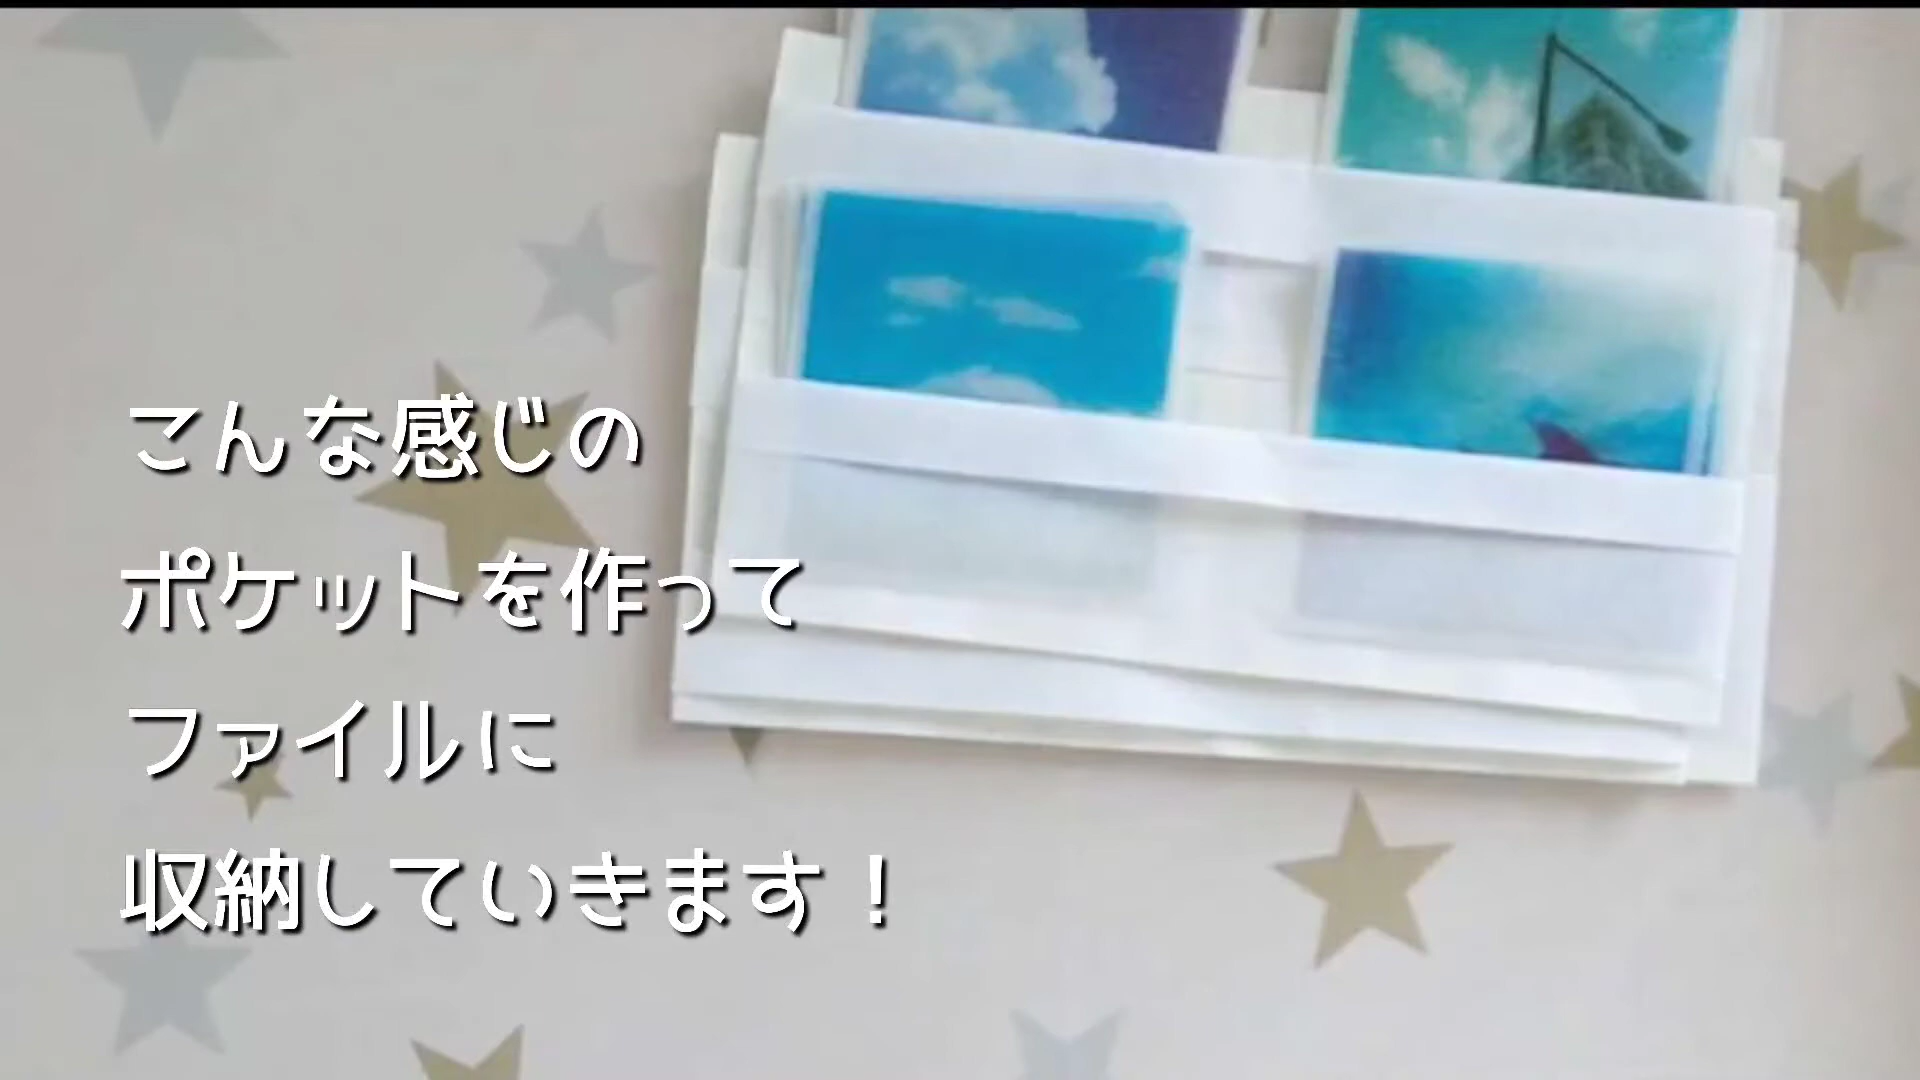 こんな感じの
ポケットを作って
ファイルに
収納していきます！